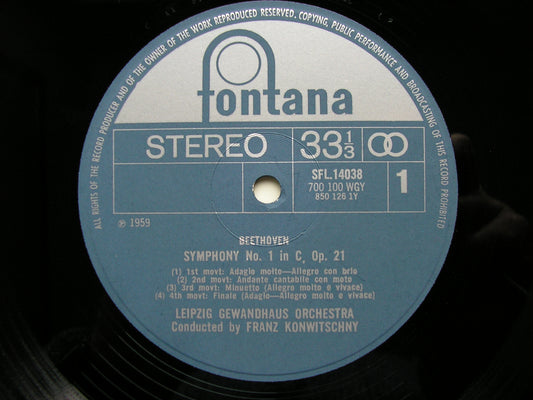 ALL RIGHTS OF THE RECORD PRODUCER AND OF THE OWNER OF THE WORK REPRODUCED RESERVED. COPYING, PUBLIC PERFORMANCE AND BROADCASTING OF THIS RECORD PROHIBITED
fontana
STEREO 33 1/3
SFL.14038
700 100 WGY
850 126 1Y
1
℗ 1959
BEETHOVEN
SYMPHONY No. 1 in C, Op. 21
(1) 1st movt: Adagio molto—Allegro con brio
(2) 2nd movt: Andante cantabile con moto
(3) 3rd movt: Minuetto (Allegro molto e vivace)
(4) 4th movt: Finale (Adagio—Allegro molto e vivace)
LEIPZIG GEWANDHAUS ORCHESTRA
Conducted by FRANZ KONWITSCHNY